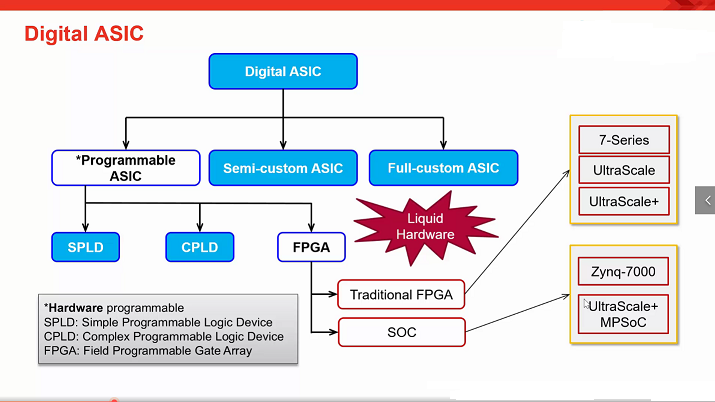 Digital ASIC
Digital ASIC
*Programmable
ASIC
Semi-custom ASIC
Full-custom ASIC
SPLD
CPLD
FPGA
Liquid
Hardware
Traditional FPGA
SOC
7-Series
UltraScale
UltraScale+
Zynq-7000
UltraScale+
MPSoC
*Hardware programmable
SPLD: Simple Programmable Logic Device
CPLD: Complex Programmable Logic Device
FPGA: Field Programmable Gate Array